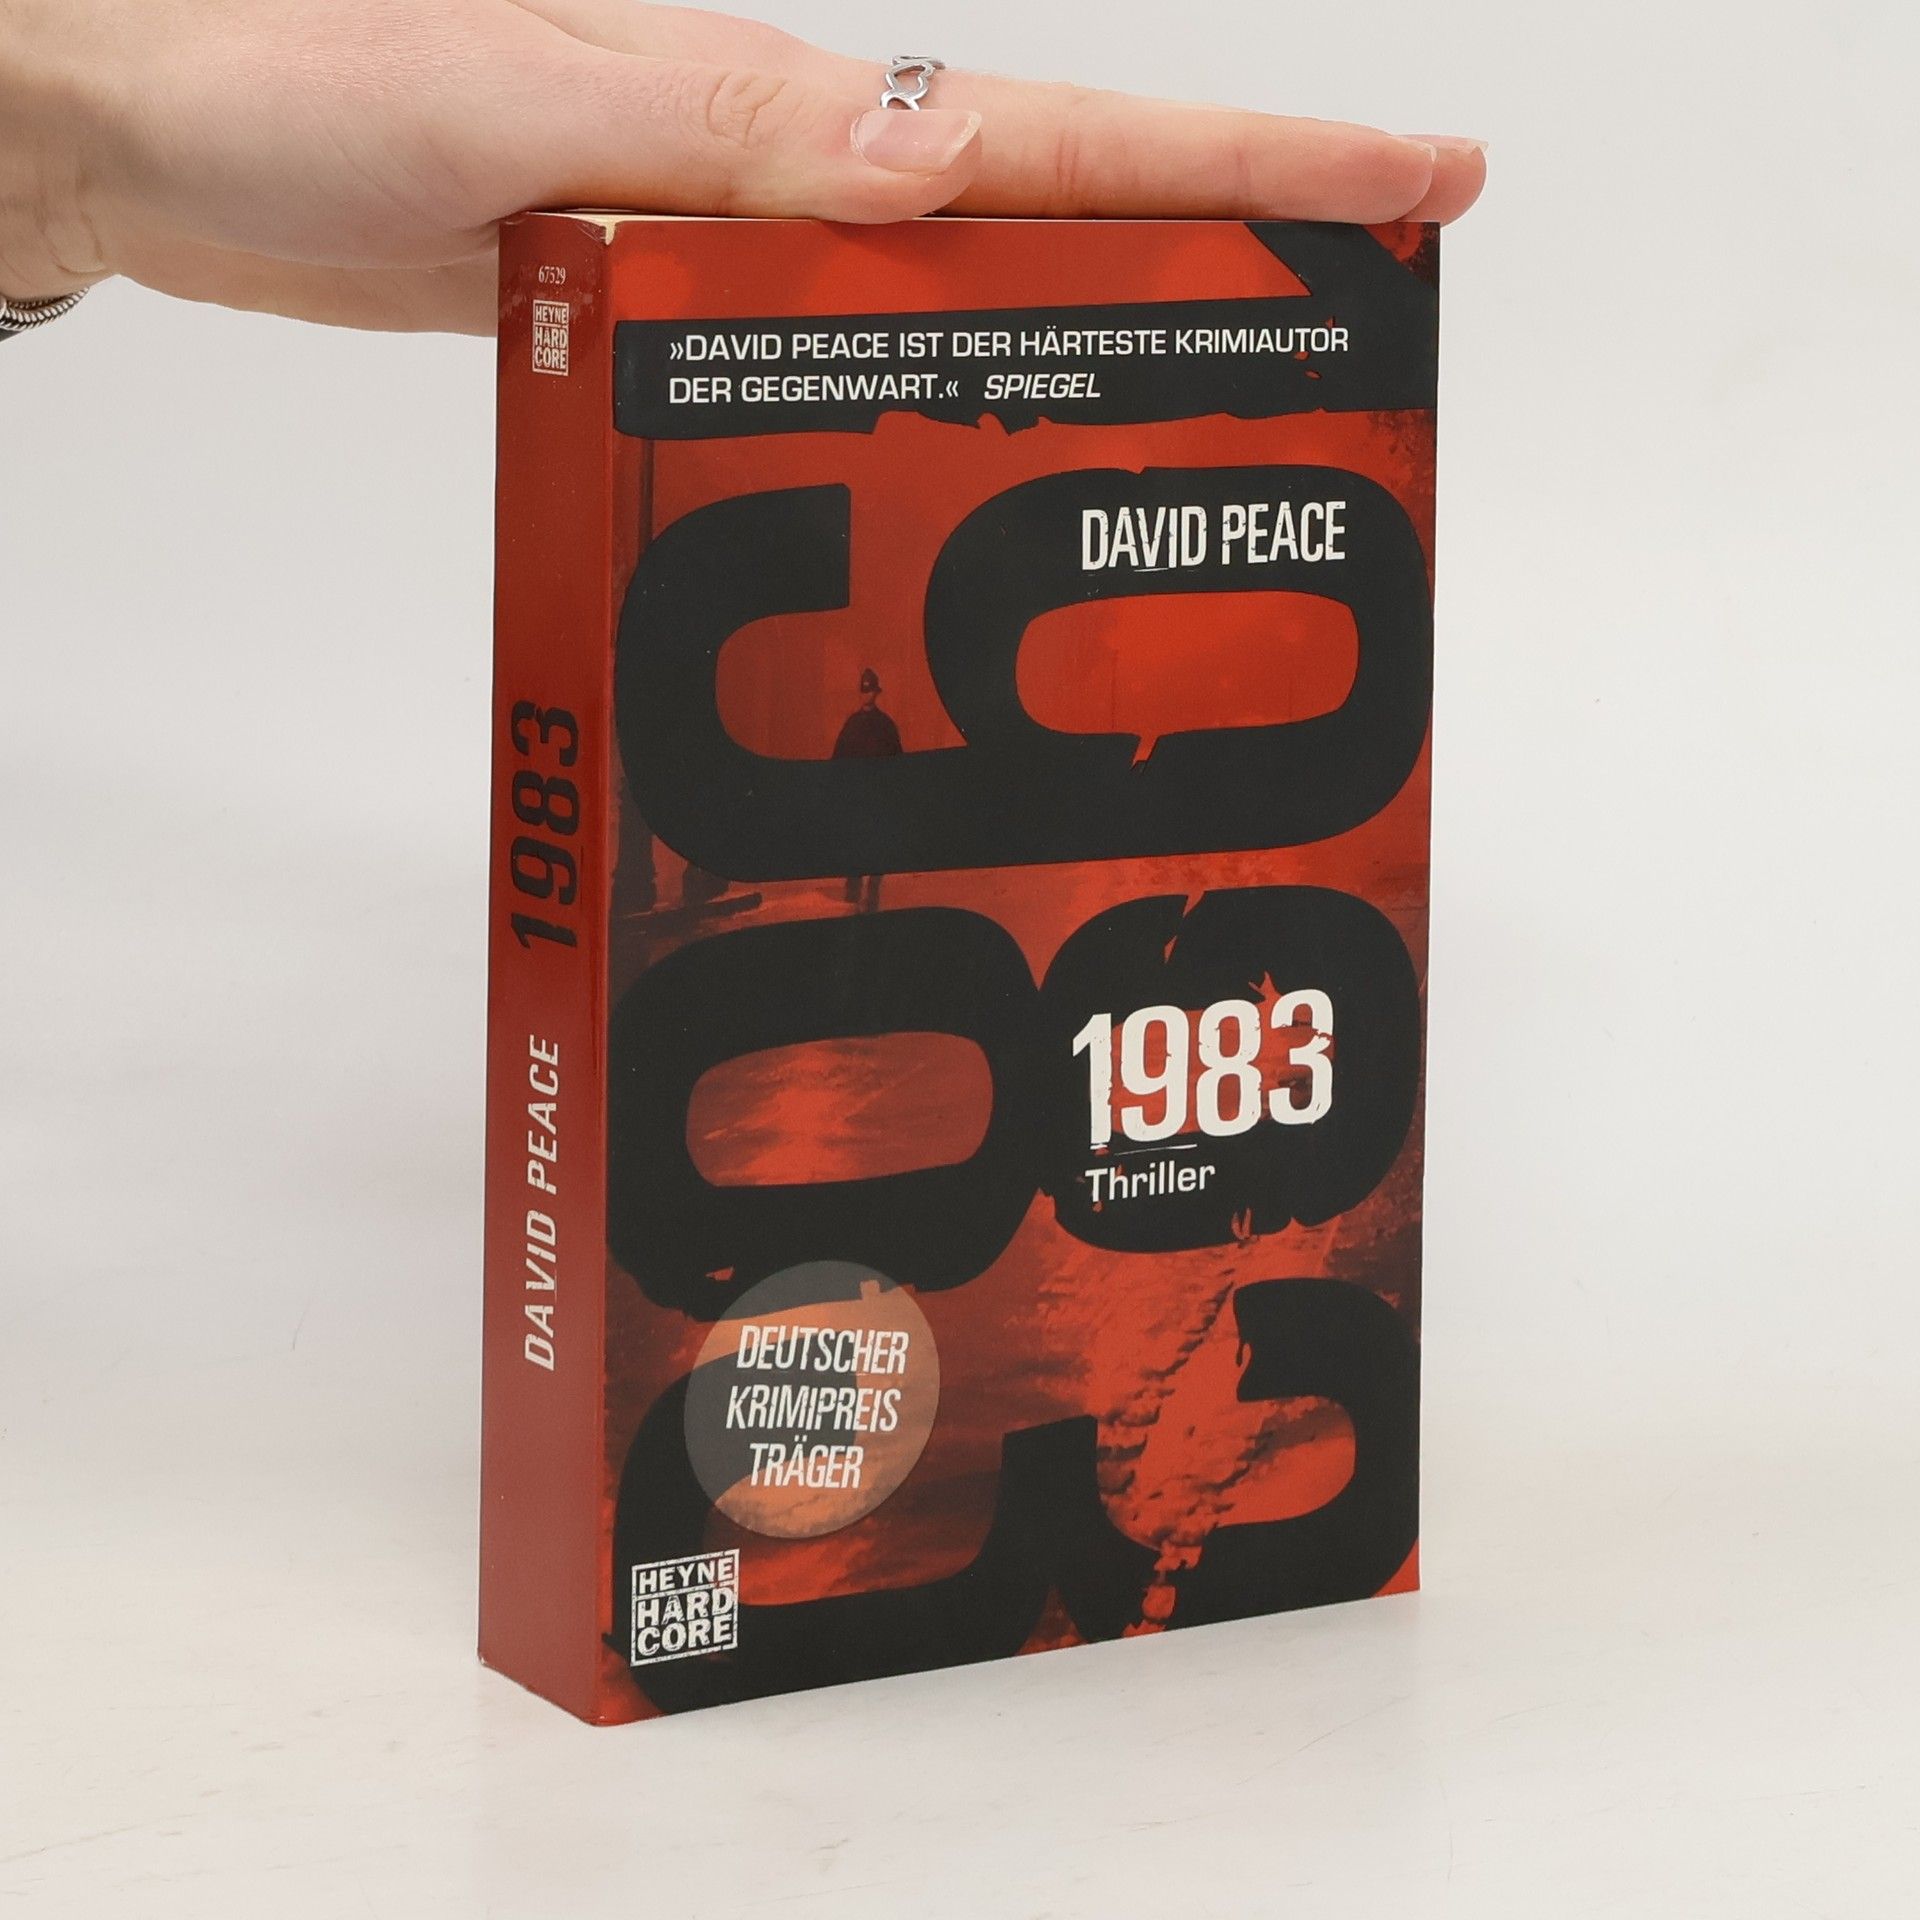 67529
HEYNE
HARD
CORE
1983
DAVID PEACE
»DAVID PEACE IST DER HÄRTESTE KRIMIAUTOR
DER GEGENWART.« SPIEGEL
DAVID PEACE
1983
Thriller
DEUTSCHER
KRIMIPREIS
TRÄGER
HEYNE
HARD
CORE